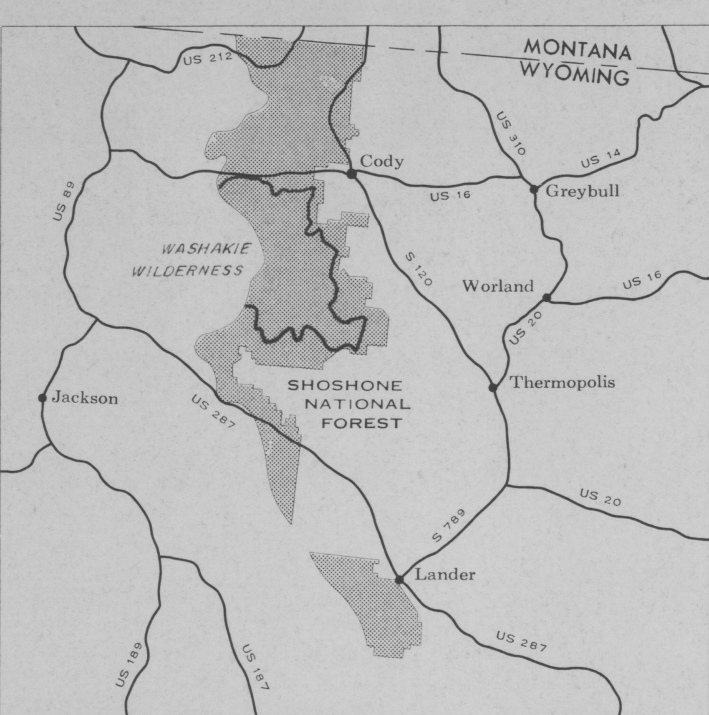 MONTANA
WYOMING
US 212
US 310
US 14
Cody
US 16
Greybull
US 89
WASHAKIE
WILDERNESS
S 120
Worland
US 16
US 20
SHOSHONE
NATIONAL
FOREST
Thermopolis
Jackson
US 287
S 789
US 20
Lander
US 287
US 189
US 187